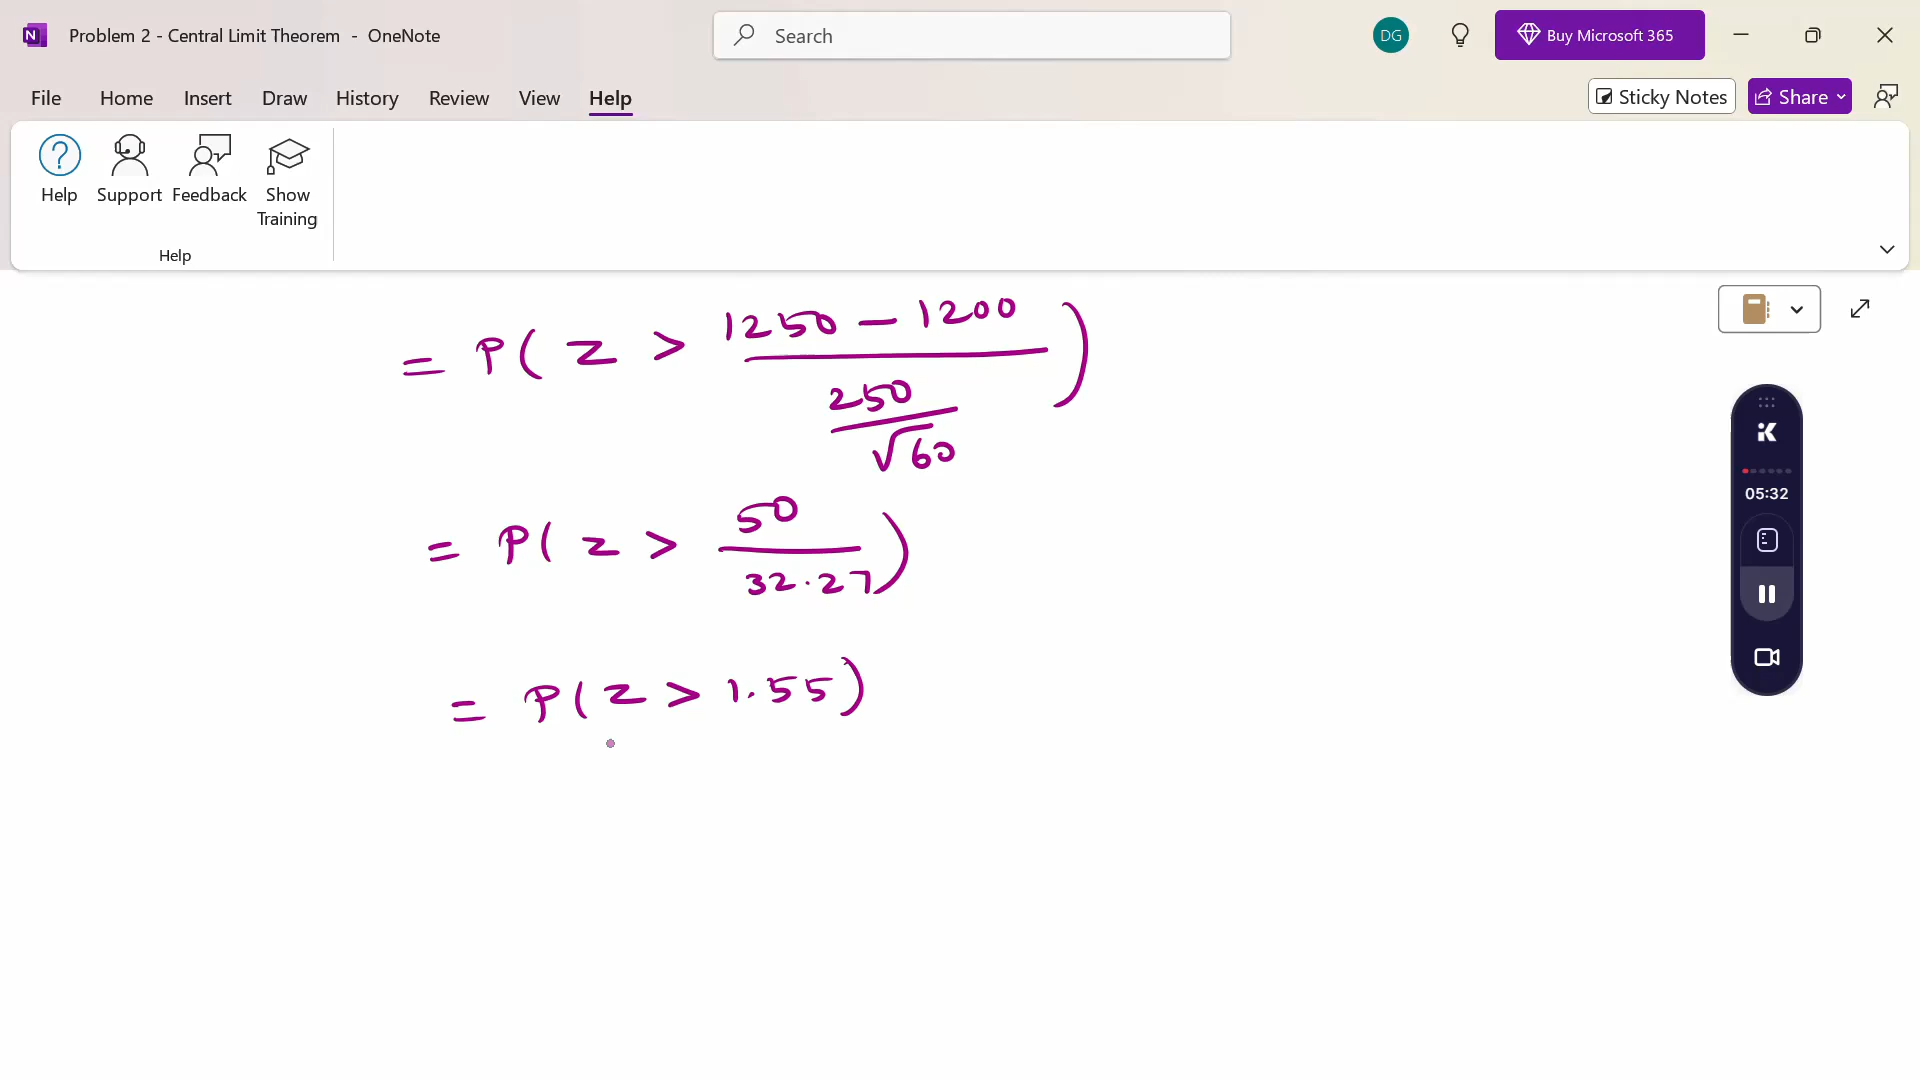 Problem 2 - Central Limit Theorem - OneNote
Search
DG
Buy Microsoft 365
File Home Insert Draw History Review View Help
Sticky Notes
Share
Help
Support
Feedback
Show Training
Help
= P( z > 1250 - 1200 / 250 / √60 )
= P( z > 50 / 32.27 )
= P( z > 1.55 )
05:32